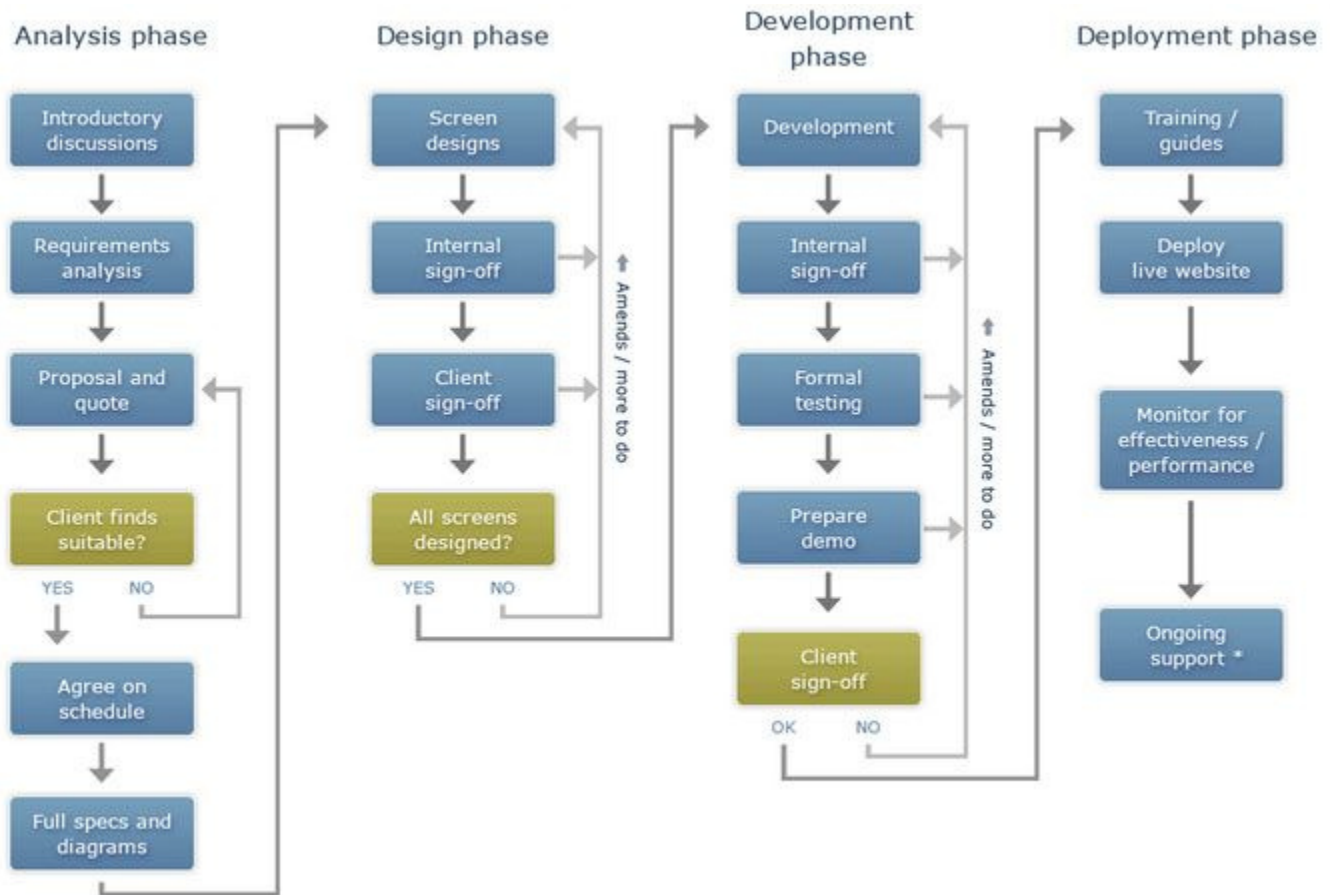 Analysis phase
Introductory
discussions
Requirements
analysis
Proposal and
quote
Client finds
suitable?
YES
NO
Agree on
schedule
Full specs and
diagrams
Design phase
Screen
designs
Internal
sign-off
Client
sign-off
All screens
designed?
YES
NO
Amends / more to do
Development
phase
Development
Internal
sign-off
Formal
testing
Prepare
demo
Client
sign-off
OK
NO
Amends / more to do
Deployment phase
Training /
guides
Deploy
live website
Monitor for
effectiveness /
performance
Ongoing
support *